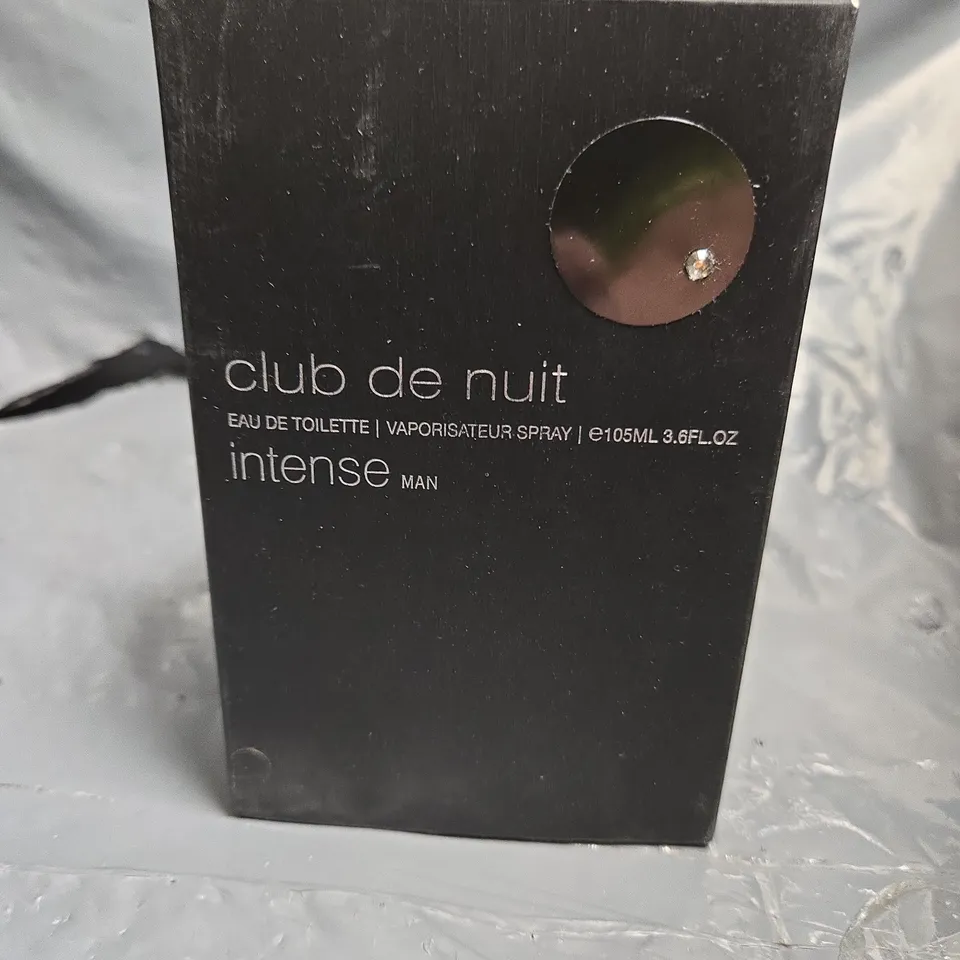 club de nuit
EAU DE TOILETTE | VAPORISATEUR SPRAY | ℮105ML 3.6FL.OZ
intense MAN